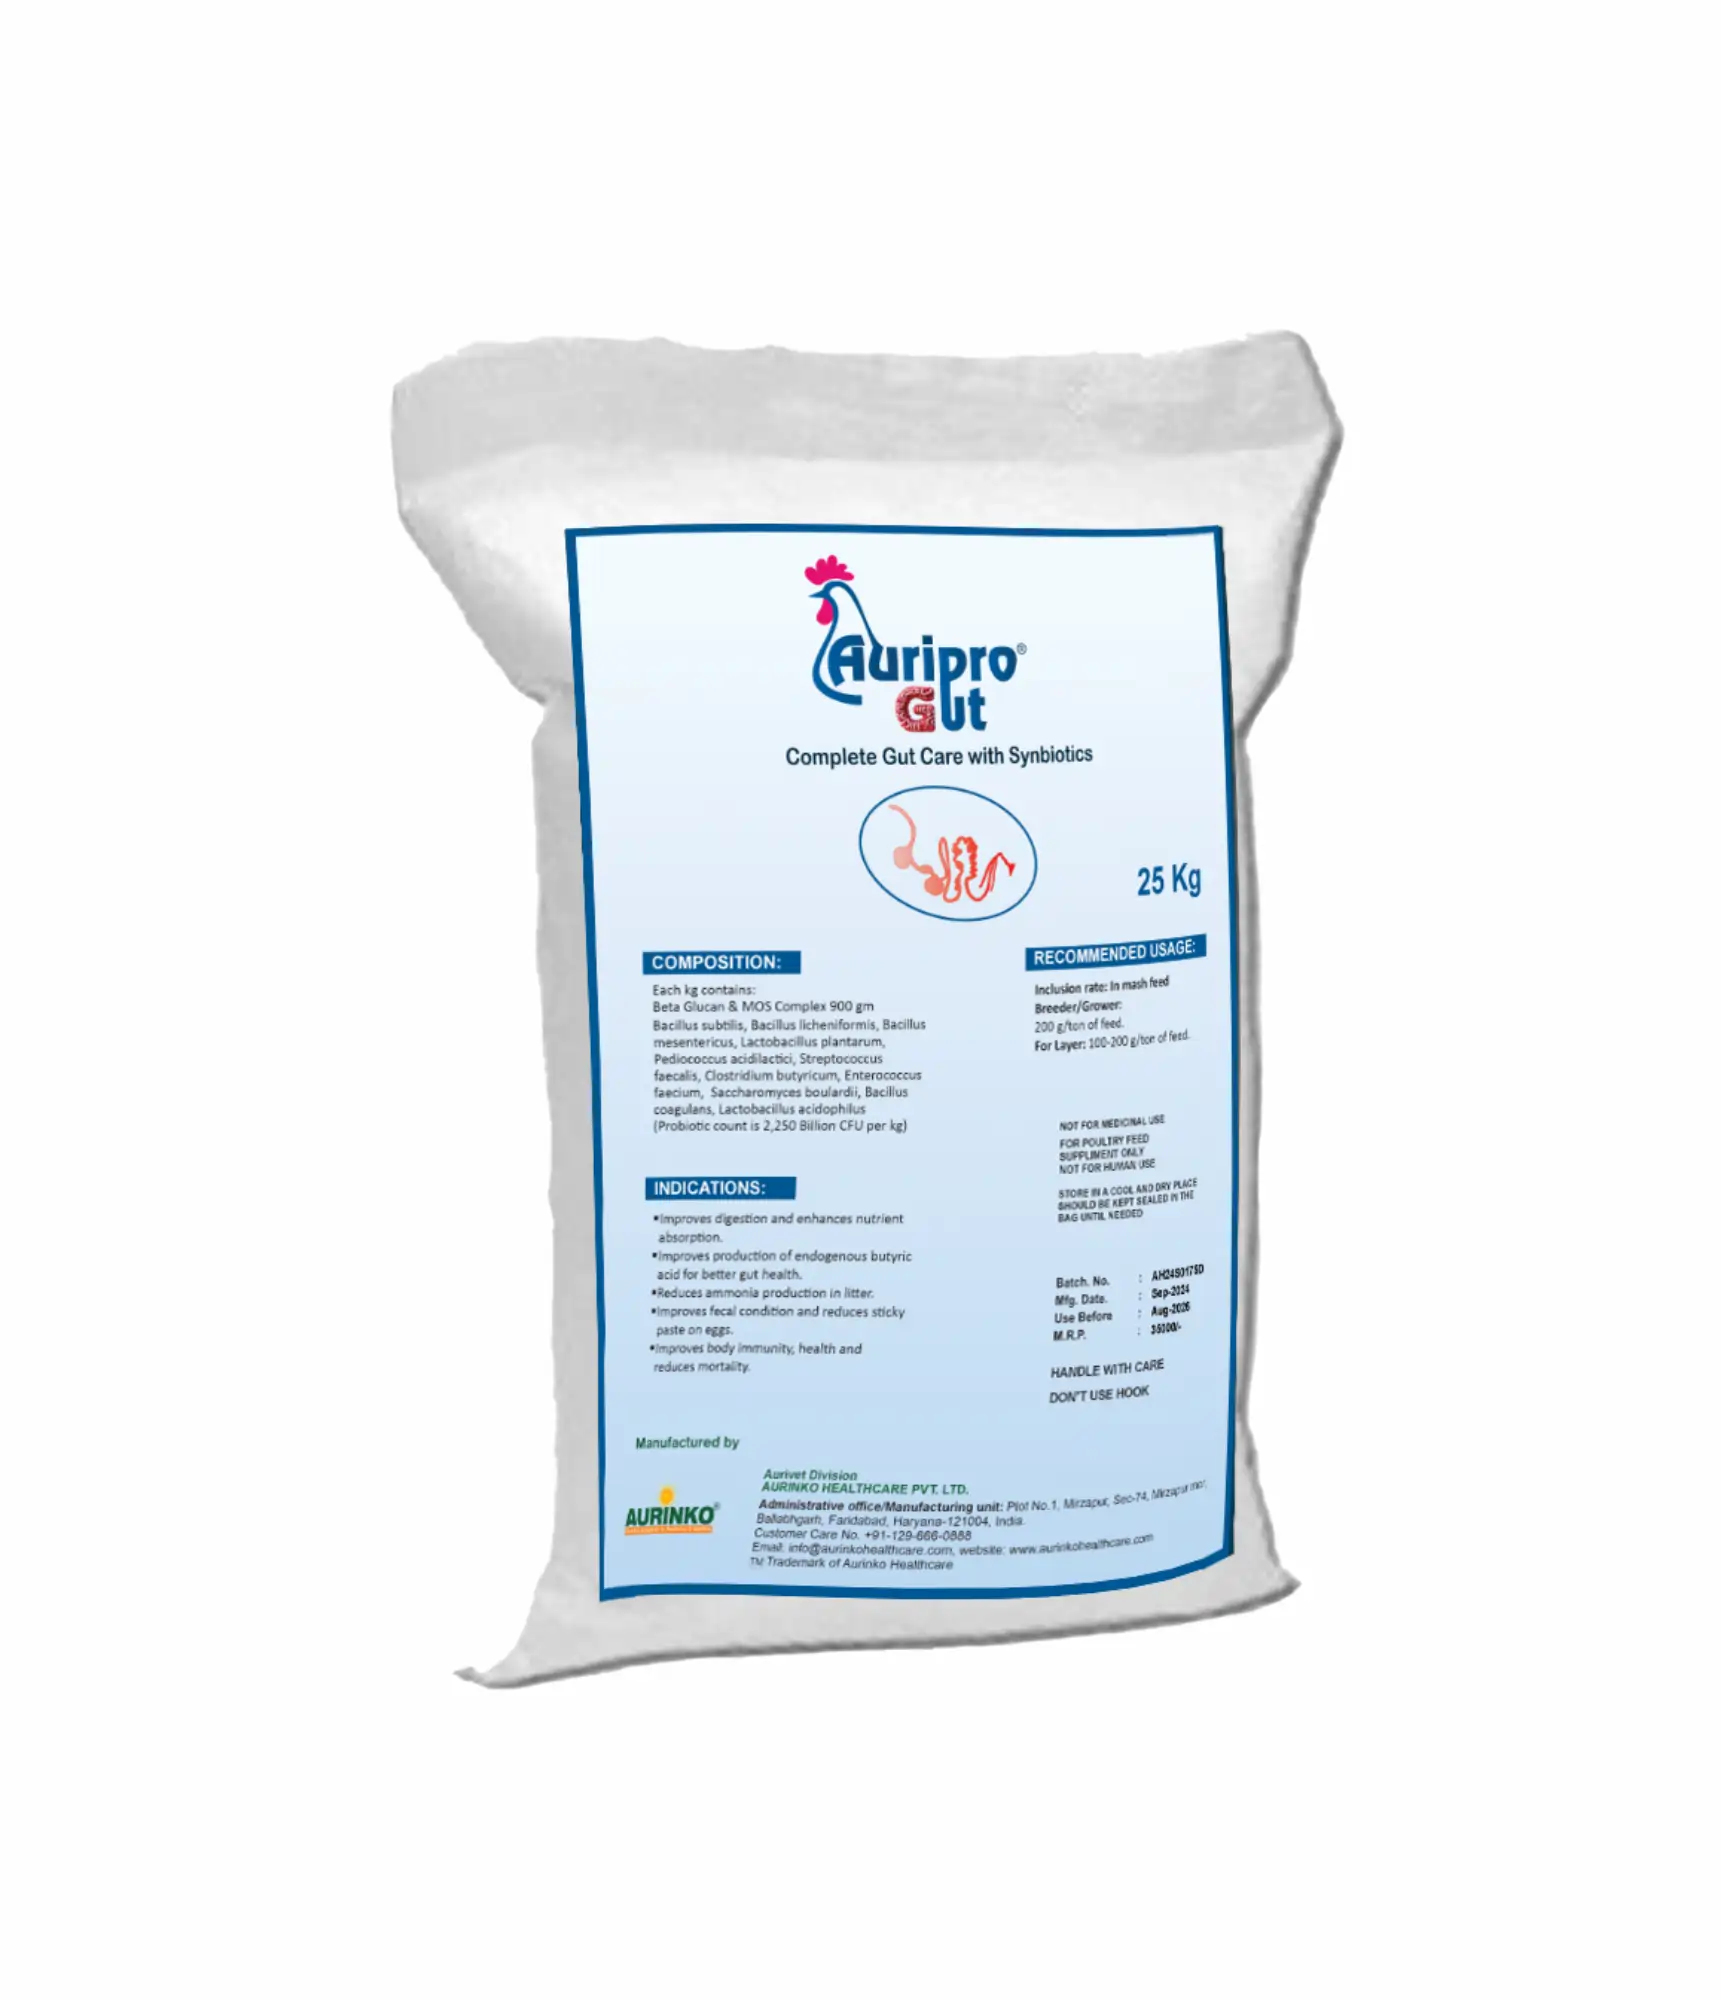 Auripro®
Gut
Complete Gut Care with Synbiotics
25 Kg
COMPOSITION:
Each kg contains:
Beta Glucan & MOS Complex 900 gm
Bacillus subtilis, Bacillus licheniformis, Bacillus
mesentericus, Lactobacillus plantarum,
Pediococcus acidilactici, Streptococcus
faecalis, Clostridium butyricum, Enterococcus
faecium, Saccharomyces boulardii, Bacillus
coagulans, Lactobacillus acidophilus
(Probiotic count is 2,250 Billion CFU per kg)
INDICATIONS:
▪Improves digestion and enhances nutrient
absorption.
▪Improves production of endogenous butyric
acid for better gut health.
▪Reduces ammonia production in litter.
▪Improves fecal condition and reduces sticky
paste on eggs.
▪Improves body immunity, health and
reduces mortality.
RECOMMENDED USAGE:
Inclusion rate: In mash feed
Breeder/Grower:
200 g/ton of feed.
For Layer: 100-200 g/ton of feed.
NOT FOR MEDICINAL USE
FOR POULTRY FEED
SUPPLIMENT ONLY
NOT FOR HUMAN USE
STORE IN A COOL AND DRY PLACE
SHOULD BE KEPT SEALED IN THE
BAG UNTIL NEEDED
Batch. No. : AH24S0175D
Mfg. Date. : Sep-2024
Use Before : Aug-2026
M.R.P. : 35000/-
HANDLE WITH CARE
DON'T USE HOOK
Manufactured by
AURINKO®
Aurivet Division
AURINKO HEALTHCARE PVT. LTD.
Administrative office/Manufacturing unit: Plot No.1, Mirzapur, Sec-74, Mirzapur
Ballabhgarh, Faridabad, Haryana-121004, India.
Customer Care No. +91-129-666-0888
Email: info@aurinkohealthcare.com, website: www.aurinkohealthcare.com
TM Trademark of Aurinko Healthcare